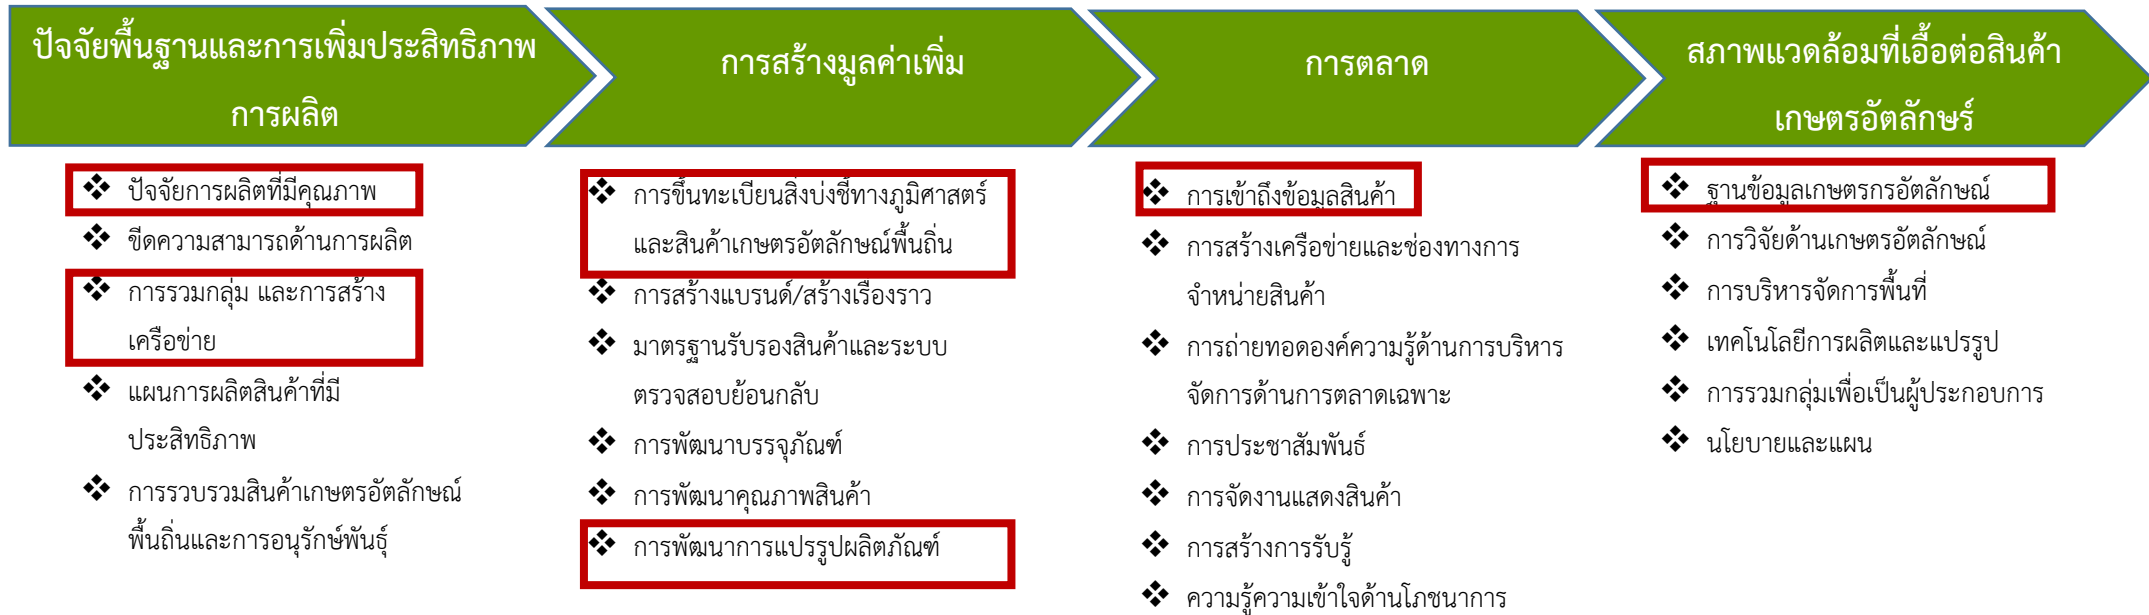 ปัจจัยพื้นฐานและการเพิ่มประสิทธิภาพ
การผลิต
❖ ปัจจัยการผลิตที่มีคุณภาพ
❖ ขีดความสามารถด้านการผลิต
❖ การรวมกลุ่ม และการสร้าง
เครือข่าย
❖ แผนการผลิตสินค้าที่มี
ประสิทธิภาพ
❖ การรวบรวมสินค้าเกษตรอัตลักษณ์
พื้นถิ่นและการอนุรักษ์พันธุ์
การสร้างมูลค่าเพิ่ม
❖ การขึ้นทะเบียนสิ่งบ่งชี้ทางภูมิศาสตร์
และสินค้าเกษตรอัตลักษณ์พื้นถิ่น
❖ การสร้างแบรนด์/สร้างเรื่องราว
❖ มาตรฐานรับรองสินค้าและระบบ
ตรวจสอบย้อนกลับ
❖ การพัฒนาบรรจุภัณฑ์
❖ การพัฒนาคุณภาพสินค้า
❖ การพัฒนาการแปรรูปผลิตภัณฑ์
การตลาด
❖ การเข้าถึงข้อมูลสินค้า
❖ การสร้างเครือข่ายและช่องทางการ
จำหน่ายสินค้า
❖ การถ่ายทอดองค์ความรู้ด้านการบริหาร
จัดการด้านการตลาดเฉพาะ
❖ การประชาสัมพันธ์
❖ การจัดงานแสดงสินค้า
❖ การสร้างการรับรู้
❖ ความรู้ความเข้าใจด้านโภชนาการ
สภาพแวดล้อมที่เอื้อต่อสินค้า
เกษตรอัตลักษร์
❖ ฐานข้อมูลเกษตรกรอัตลักษณ์
❖ การวิจัยด้านเกษตรอัตลักษณ์
❖ การบริหารจัดการพื้นที่
❖ เทคโนโลยีการผลิตและแปรรูป
❖ การรวมกลุ่มเพื่อเป็นผู้ประกอบการ
❖ นโยบายและแผน